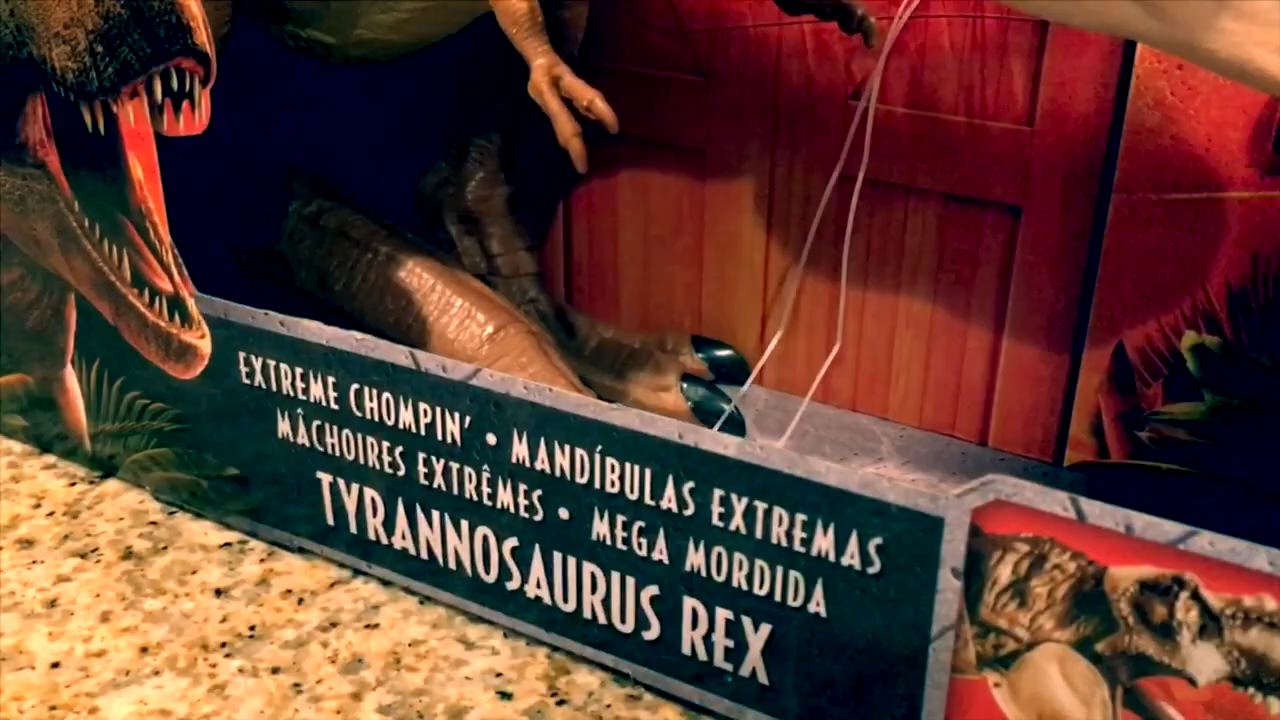 EXTREME CHOMPIN' • MANDÍBULAS EXTREMAS
MÂCHOIRES EXTRÊMES • MEGA MORDIDA
TYRANNOSAURUS REX